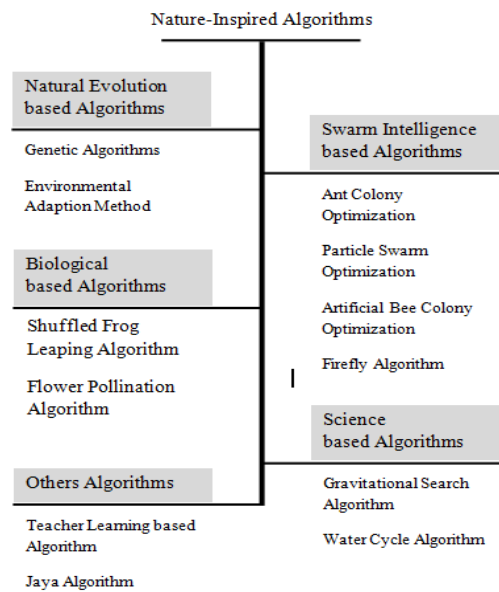 Nature-Inspired Algorithms
Natural Evolution
based Algorithms
Genetic Algorithms
Environmental
Adaption Method
Swarm Intelligence
based Algorithms
Ant Colony
Optimization
Particle Swarm
Optimization
Artificial Bee Colony
Optimization
Firefly Algorithm
Biological
based Algorithms
Shuffled Frog
Leaping Algorithm
Flower Pollination
Algorithm
Science
based Algorithms
Gravitational Search
Algorithm
Water Cycle Algorithm
Others Algorithms
Teacher Learning based
Algorithm
Jaya Algorithm